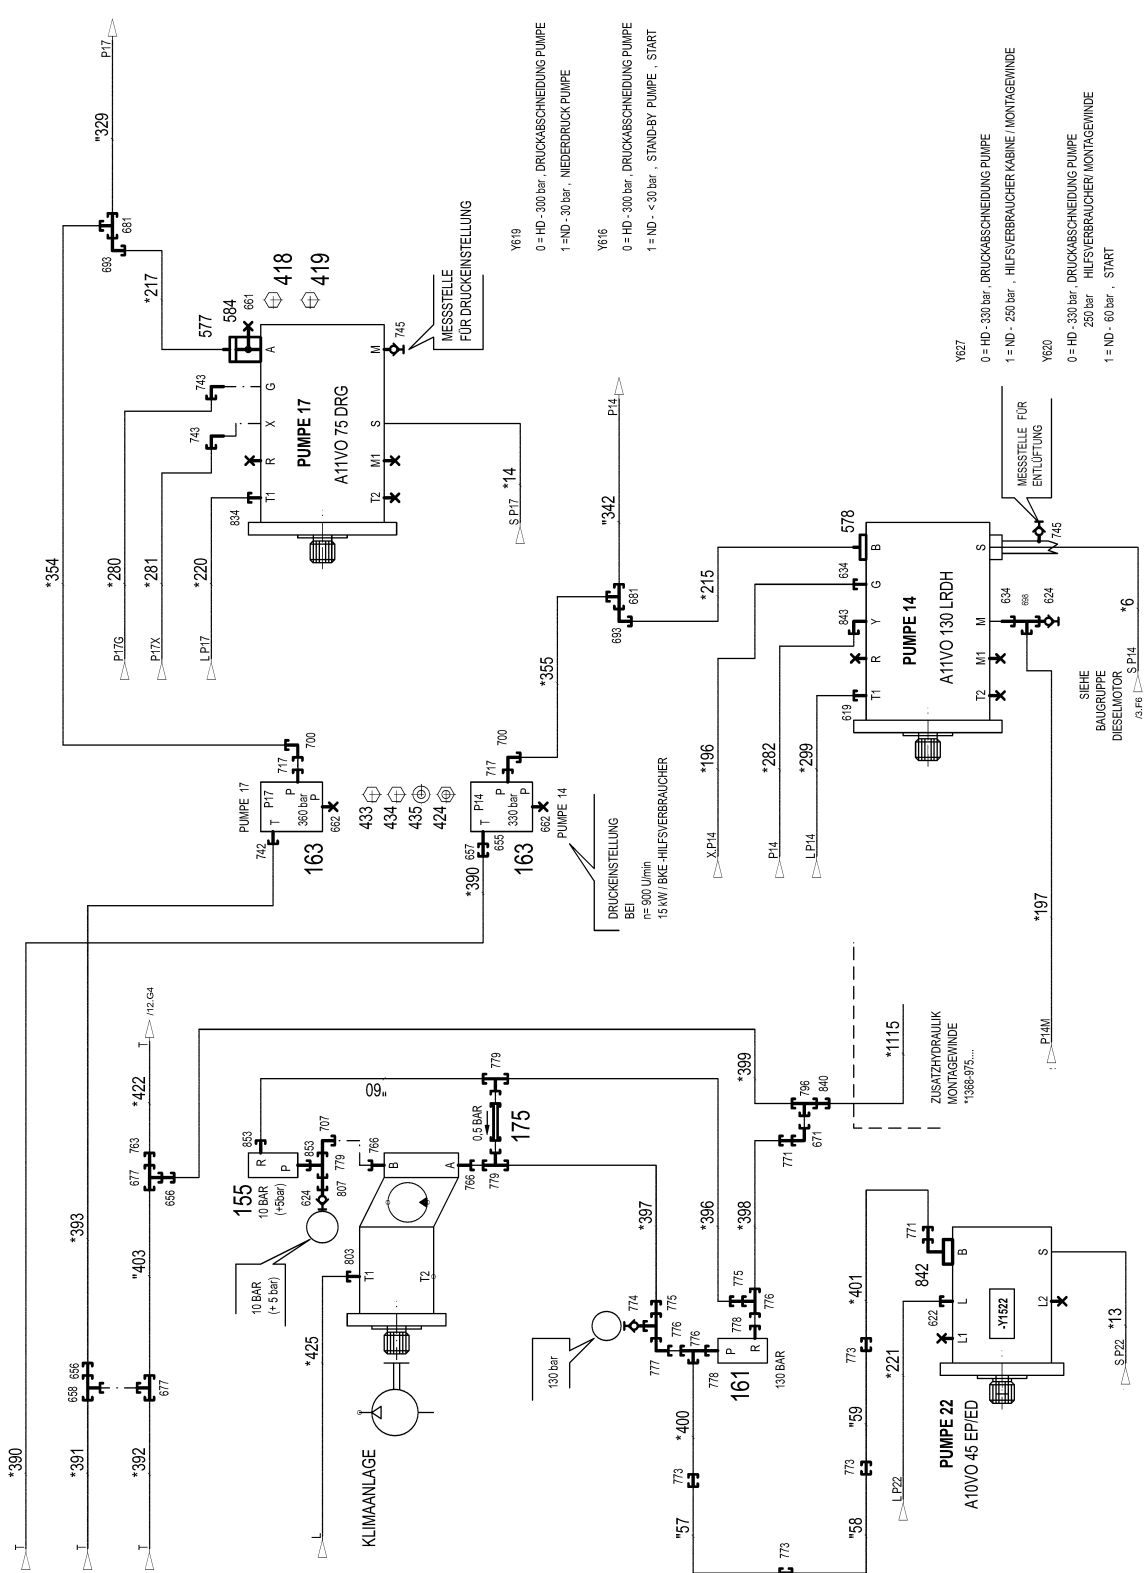 P17
"329
681
693
*354
*217
577
584
661
418
419
743
743
A
G
X
R
T1
834
PUMPE 17
A11VO 75 DRG
M
S
M1
T2
745
MESSSTELLE
FÜR DRUCKEINSTELLUNG
*280
P17G
*281
P17X
*220
L.P17
*14
S.P17
Y619
0 = HD - 300 bar , DRUCKABSCHNEIDUNG PUMPE
1 =ND - 30 bar , NIEDERDRUCK PUMPE
Y616
0 = HD - 300 bar , DRUCKABSCHNEIDUNG PUMPE
1 = ND - < 30 bar , STAND-BY PUMPE , START
P14
"342
681
693
*355
*215
578
634
843
619
B
G
Y
R
T1
PUMPE 14
A11VO 130 LRDH
S
M
M1
T2
634
698
624
745
MESSSTELLE FÜR
ENTLÜFTUNG
Y627
0 = HD - 330 bar , DRUCKABSCHNEIDUNG PUMPE
1 = ND - 250 bar , HILFSVERBRAUCHER KABINE / MONTAGEWINDE
Y620
0 = HD - 330 bar , DRUCKABSCHNEIDUNG PUMPE
250 bar HILFSVERBRAUCHER/ MONTAGEWINDE
1 = ND - 60 bar , START
*6
S.P14
/3.F6
SIEHE
BAUGRUPPE
DIESELMOTOR
*196
X.P14
*282
P14
*299
L.P14
*197
P14M
PUMPE 17
T
P17
P
360 bar
P
700
717
742
662
163
433
434
435
424
T
P14
P
330 bar
P
700
717
657
655
662
163
PUMPE 14
*390
DRUCKEINSTELLUNG
BEI
n= 900 U/min
15 kW / BKE -HILFSVERBRAUCHER
/12.G4
T
*422
763
677
656
*393
"403
658
656
677
*390
*391
*392
T
T
T
"60
853
R
P
853
155
10 BAR
(+5bar)
707
779
807
624
766
10 BAR
(+ 5 bar)
B
A
766
779
0,5 BAR
175
779
T1
T2
803
*425
L
KLIMAANLAGE
*399
796
840
671
771
*1115
ZUSATZHYDRAULIK
MONTAGEWINDE
*1368-975....
*397
*396
*398
774
775
776
777
776
778
130 bar
775
776
778
P
R
161
130 BAR
*400
773
"57
773
"58
773
"59
773
*401
771
842
B
L
L1
622
-Y1522
S
L2
*221
L.P22
PUMPE 22
A10VO 45 EP/ED
*13
S.P22